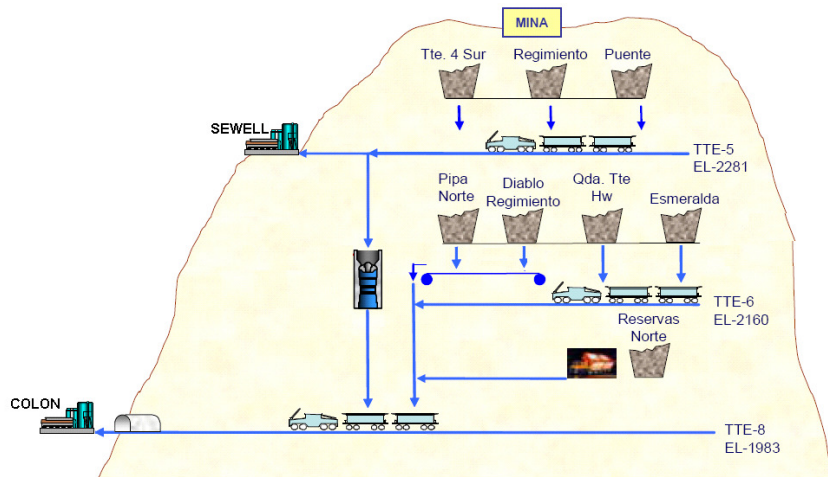 MINA
Tte. 4 Sur
Regimiento
Puente
SEWELL
TTE-5
EL-2281
Pipa
Norte
Diablo
Regimiento
Qda. Tte
Hw
Esmeralda
TTE-6
EL-2160
Reservas
Norte
COLON
TTE-8
EL-1983